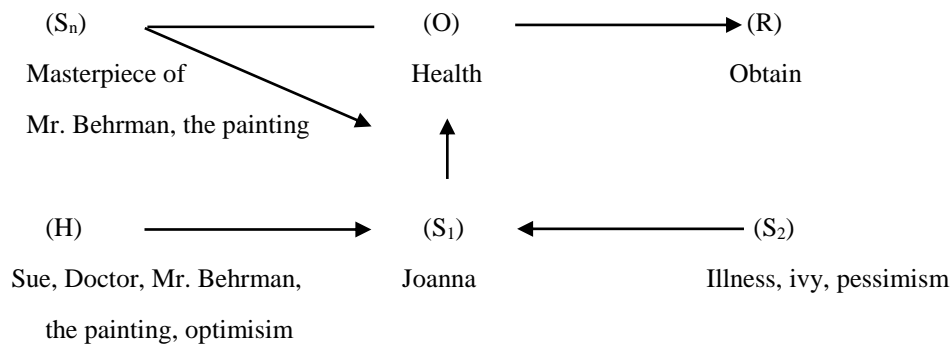 (Sn) (O) (R)
Masterpiece of Health Obtain
Mr. Behrman, the painting
(H) (S1) (S2)
Sue, Doctor, Mr. Behrman, Joanna Illness, ivy, pessimism
the painting, optimisim